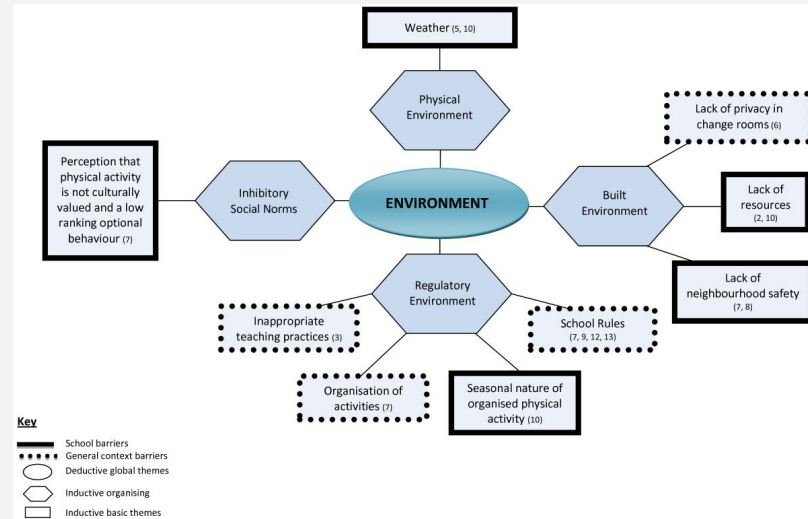 Weather (5, 10)
Physical
Environment
Lack of privacy in
change rooms (6)
Perception that
physical activity
is not culturally
valued and a low
ranking optional
behaviour (7)
Inhibitory
Social Norms
ENVIRONMENT
Built
Environment
Lack of
resources
(2, 10)
Lack of
neighbourhood safety
(7, 8)
Regulatory
Environment
Inappropriate
teaching practices (3)
School Rules
(7, 9, 12, 13)
Organisation of
activities (7)
Seasonal nature of
organised physical
activity (10)
Key
School barriers
General context barriers
Deductive global themes
Inductive organising
Inductive basic themes